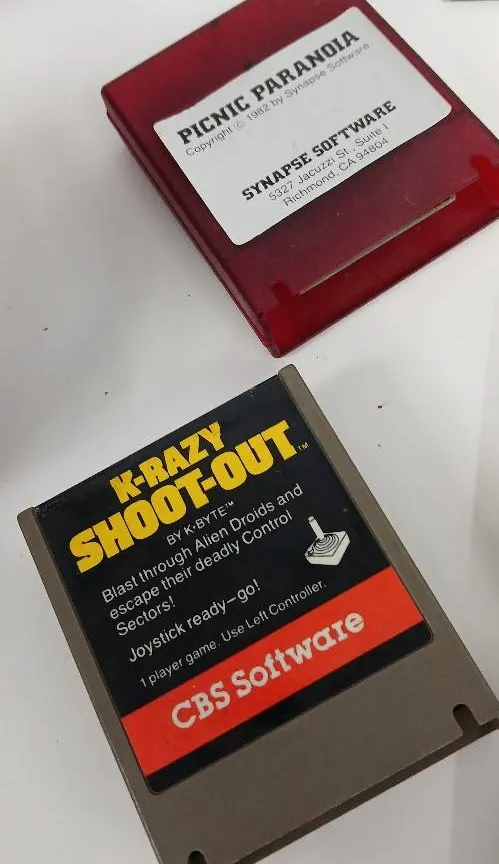 PICNIC PARANOIA
Copyright © 1982 by Synapse Software
SYNAPSE SOFTWARE
5327 Jacuzzi St., Suite I
Richmond, CA 94804
K-RAZY
SHOOT-OUT™
BY K-BYTE™
Blast through Alien Droids and
escape their deadly Control
Sectors!
Joystick ready–go!
1 player game. Use Left Controller.
CBS Software